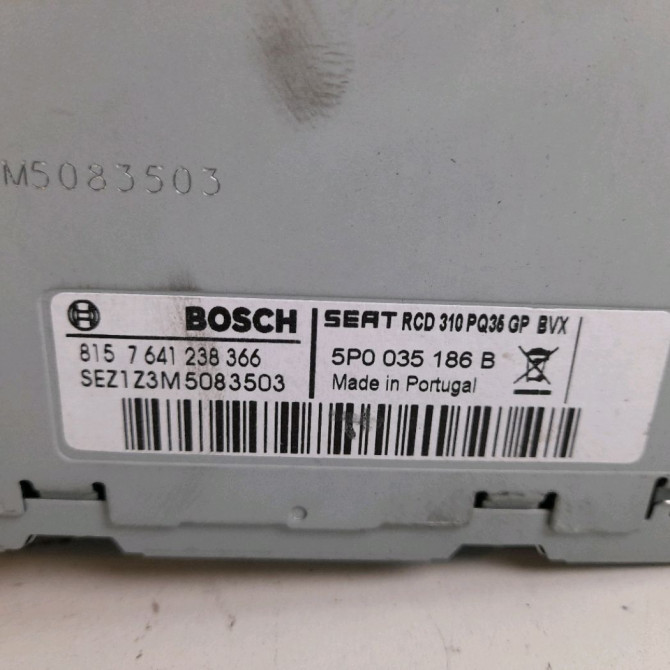 M5083503
BOSCH
SEAT RCD 310 PQ35 GP BVX
815 7 641 238 366
5P0 035 186 B
SEZ1Z3M5083503
Made in Portugal